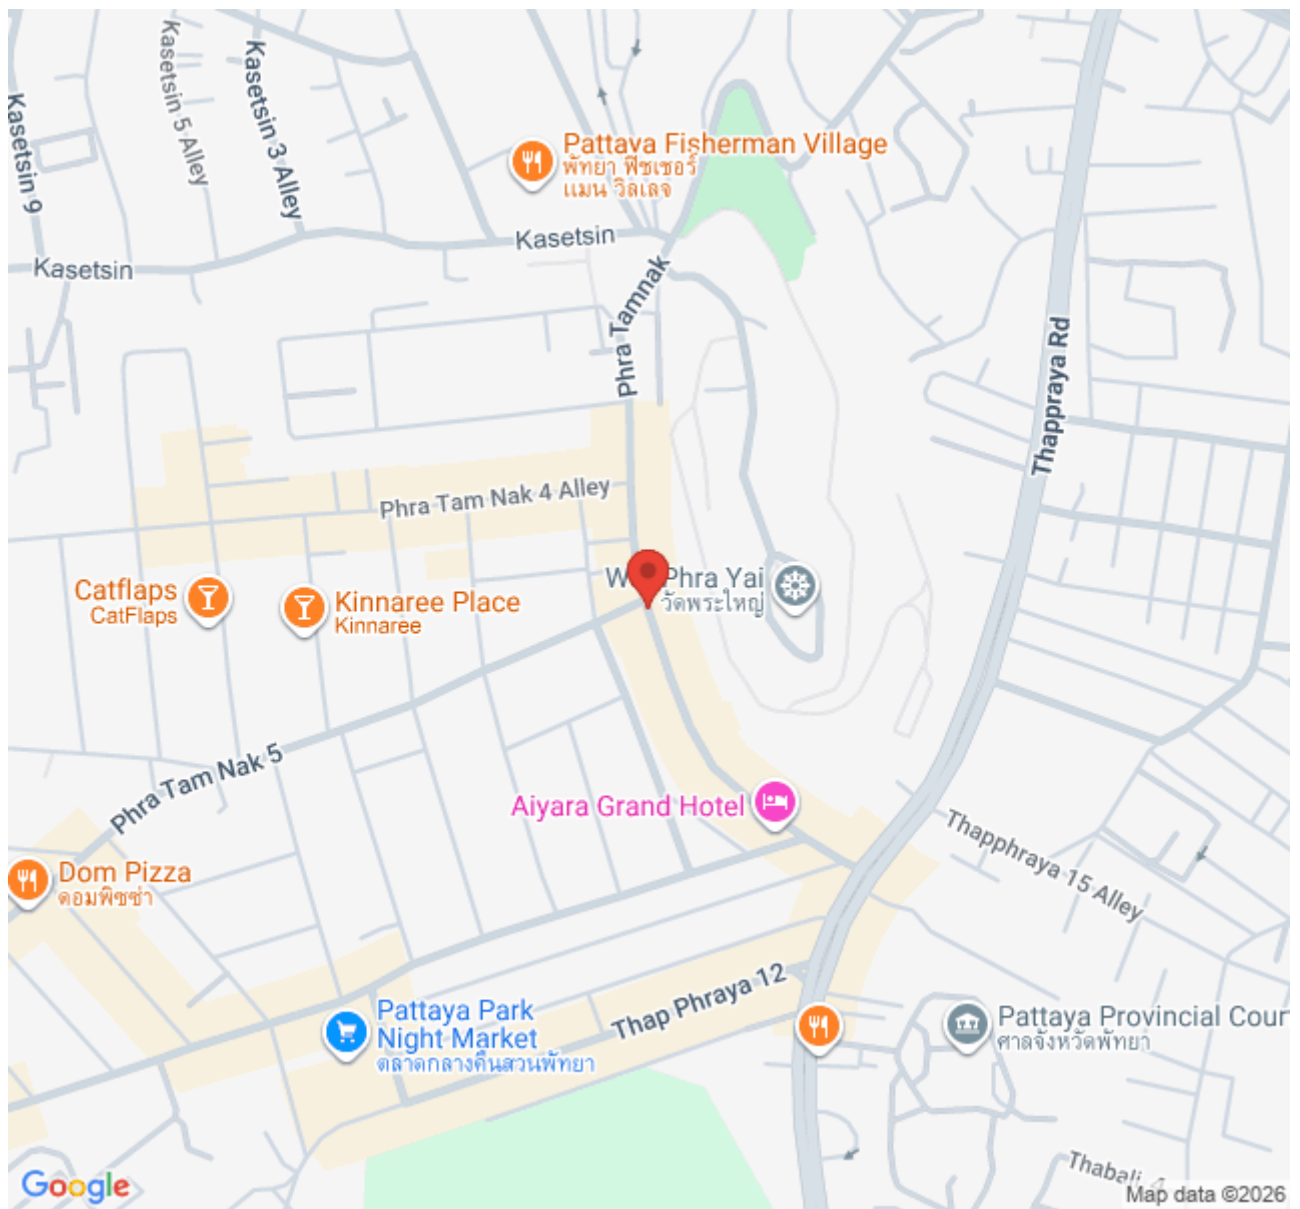 Kasetsin 5 Alley
Kasetsin 3 Alley
Kasetsin 9
Pattaya Fisherman Village
พัทยา ฟิชเชอร์
แมน วิลเลจ
Kasetsin
Kasetsin
Phra Tamnak
Thappraya Rd
Phra Tam Nak 4 Alley
Phra Yai
วัดพระใหญ่
Catflaps
CatFlaps
Kinnaree Place
Kinnaree
Phra Tam Nak 5
Aiyara Grand Hotel
Thapphraya 15 Alley
Dom Pizza
ดอมพิซซ่า
Thap Phraya 12
Pattaya Park
Night Market
ตลาดกลางคืนสวนพัทยา
Pattaya Provincial Cour
ศาลจังหวัดพัทยา
Thabali 4
Google
Map data ©2026